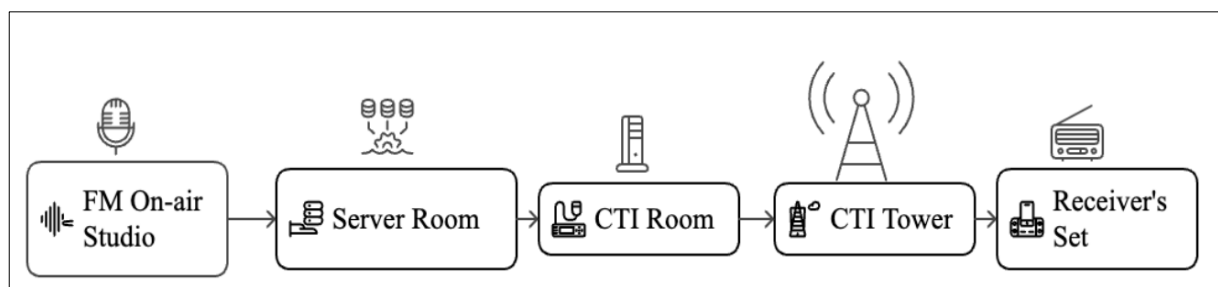 FM On-air
Studio
Server Room
CTI Room
CTI Tower
Receiver's
Set